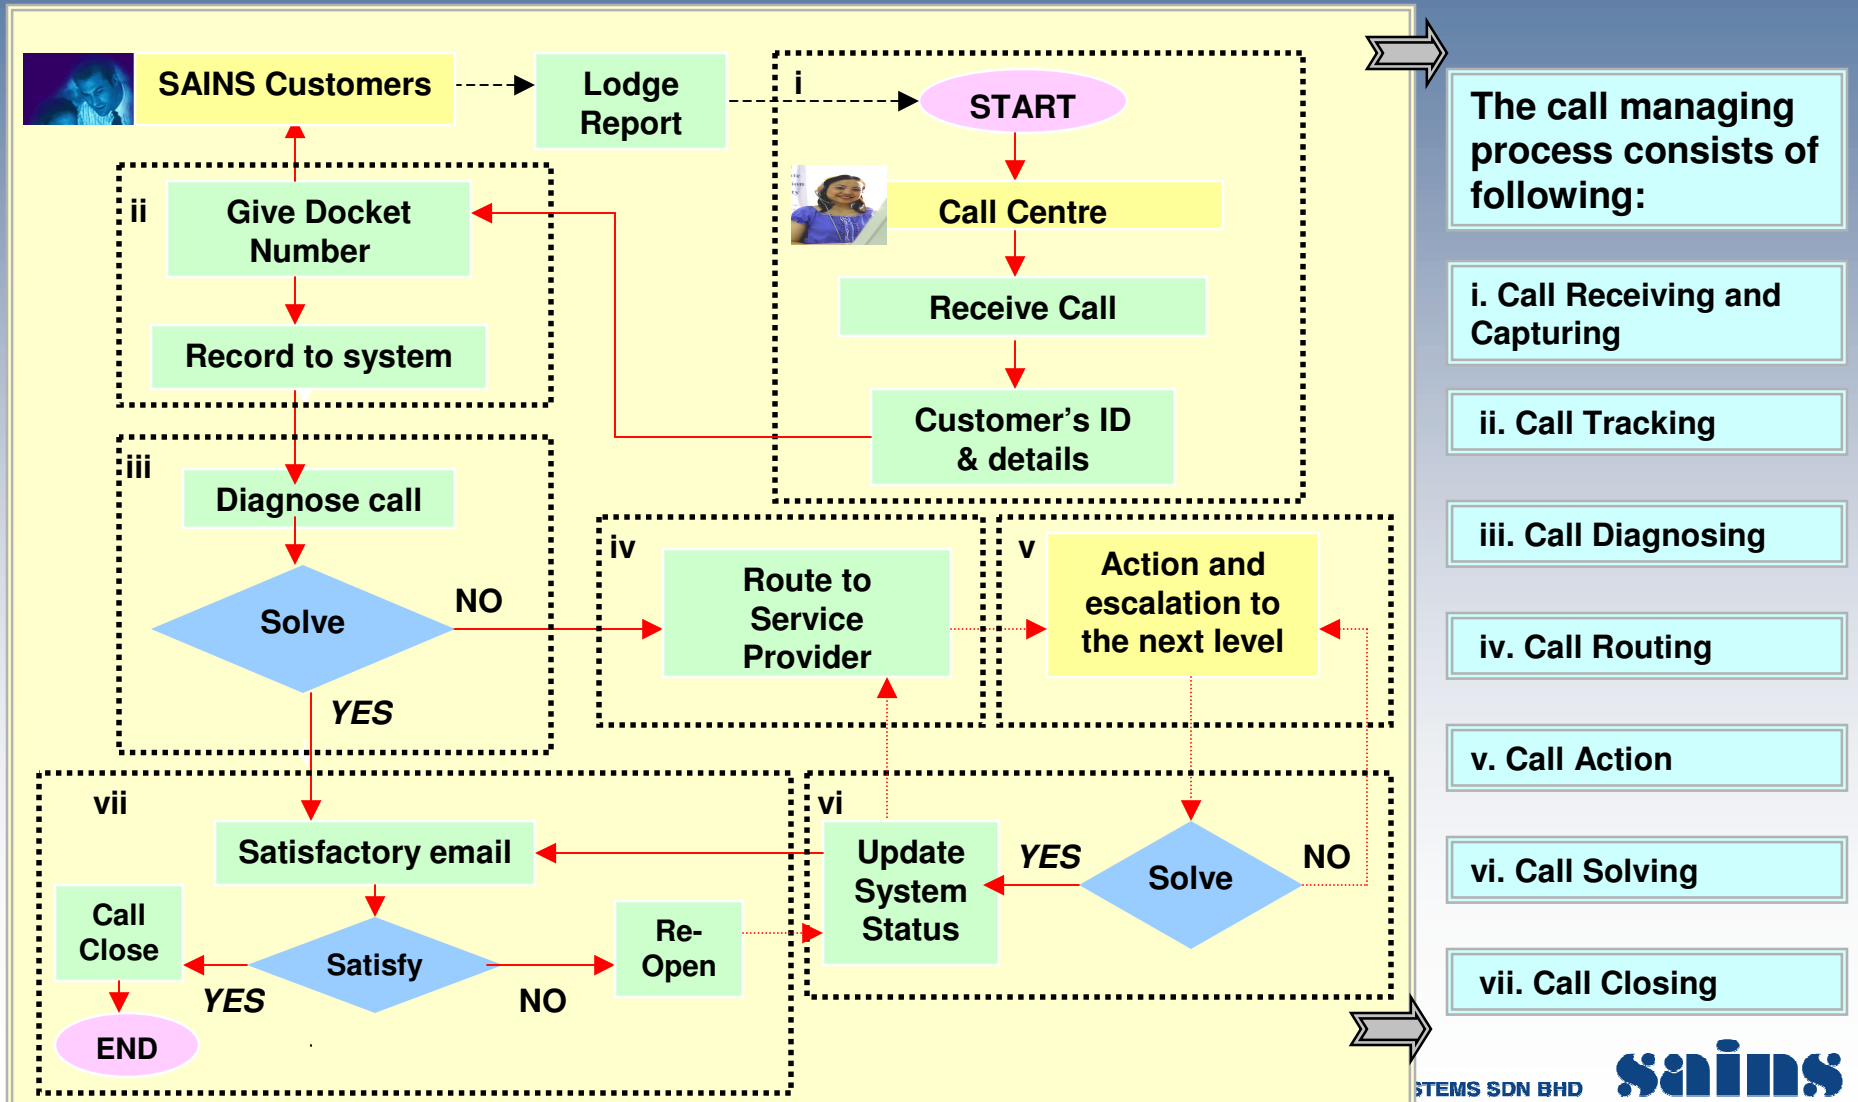 SAINS Customers
Lodge
Report
i
START
Call Centre
Receive Call
Customer's ID
& details
ii
Give Docket
Number
Record to system
iii
Diagnose call
Solve
NO
YES
iv
Route to
Service
Provider
v
Action and
escalation to
the next level
vi
Update
System
Status
YES
Solve
NO
vii
Satisfactory email
Call
Close
Satisfy
Re-
Open
YES
NO
END
The call managing
process consists of
following:
i. Call Receiving and
Capturing
ii. Call Tracking
iii. Call Diagnosing
iv. Call Routing
v. Call Action
vi. Call Solving
vii. Call Closing
STEMS SDN BHD
sains